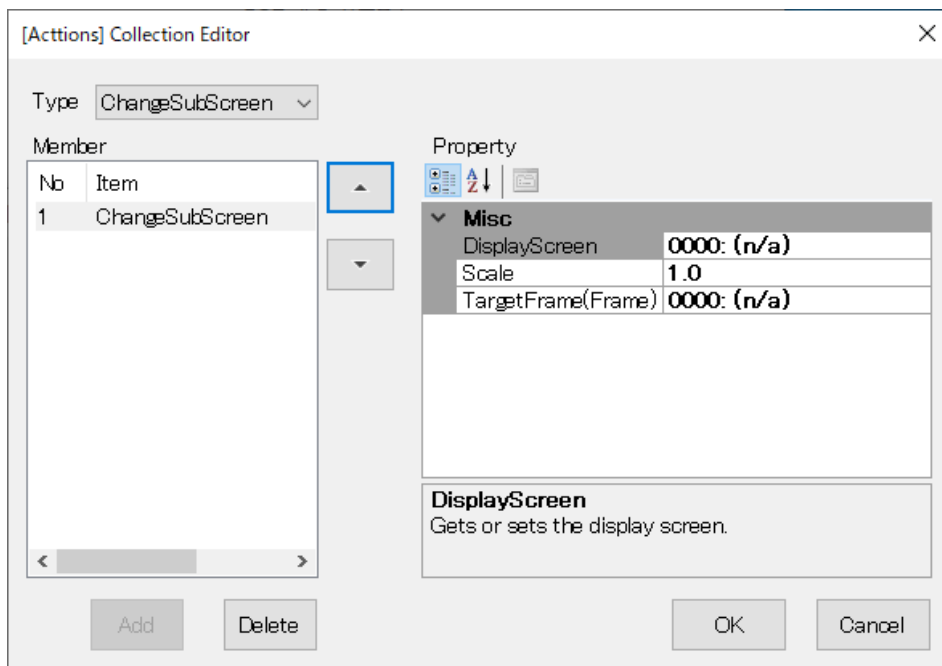 [Acttions] Collection Editor
Type ChangeSubScreen
Member
No Item
1 ChangeSubScreen
Property
Misc
DisplayScreen 0000: (n/a)
Scale 1.0
TargetFrame(Frame) 0000: (n/a)
DisplayScreen
Gets or sets the display screen.
Add Delete OK Cancel